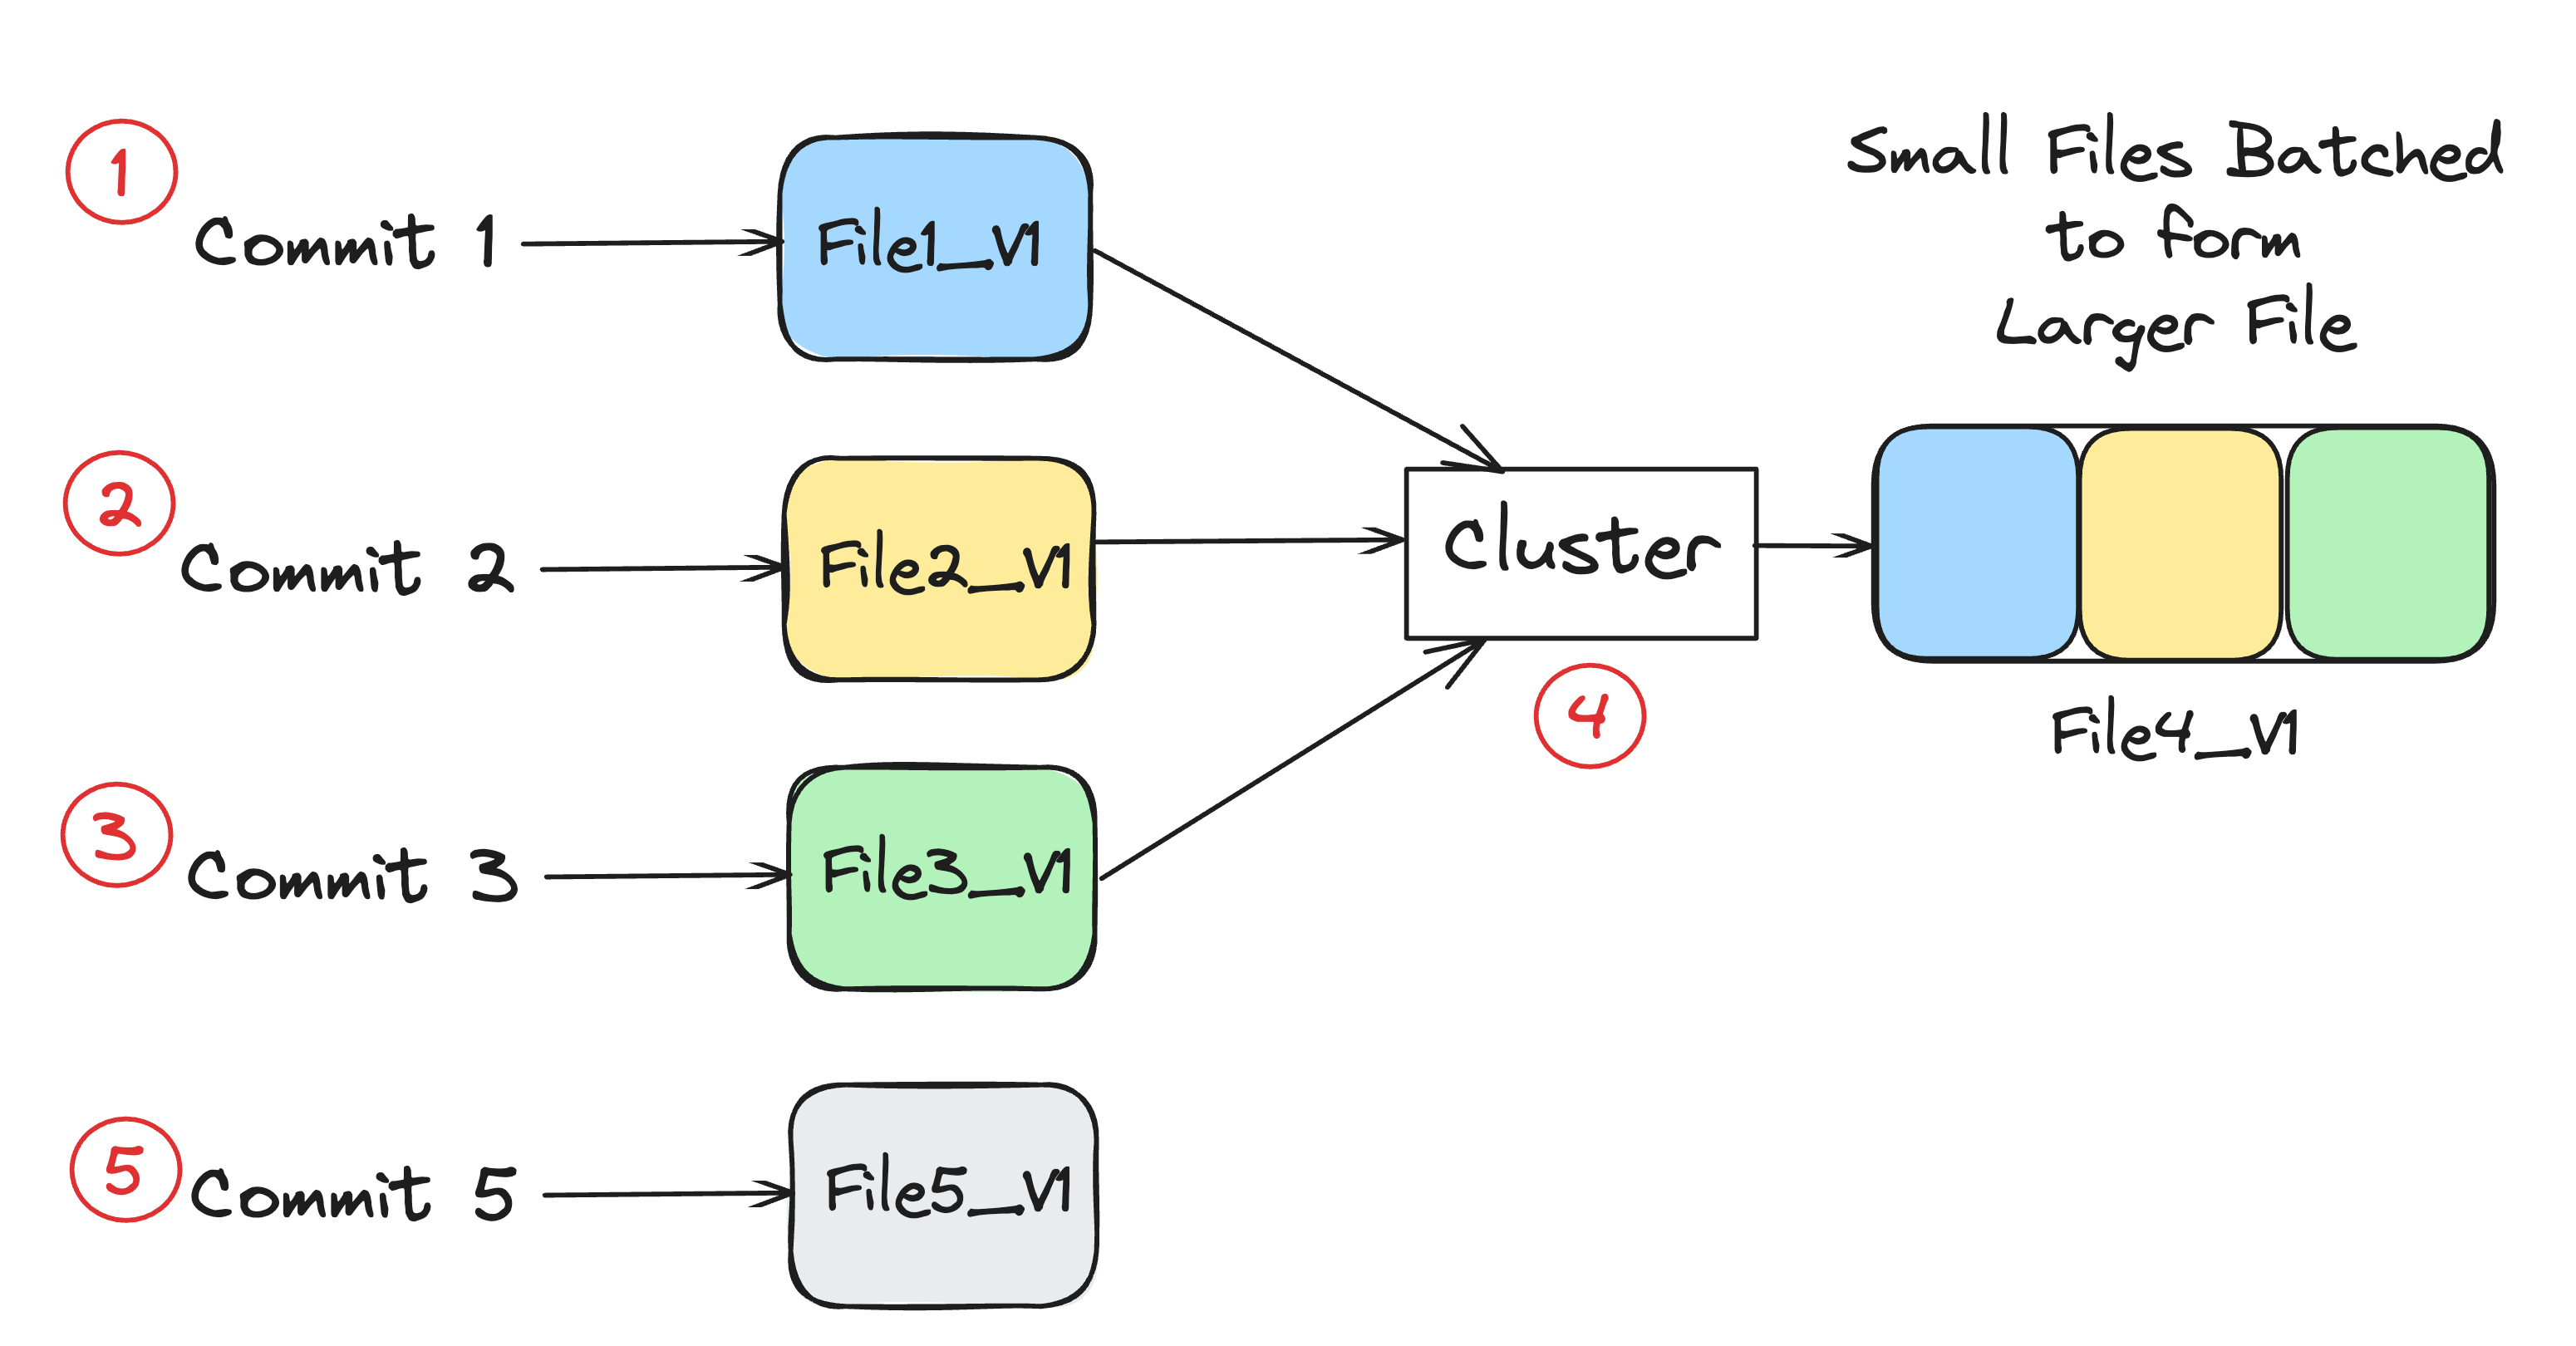 1
Commit 1
File1_V1
Small Files Batched
to form
Larger File
2
Commit 2
File2_V1
Cluster
4
File4_V1
3
Commit 3
File3_V1
5
Commit 5
File5_V1